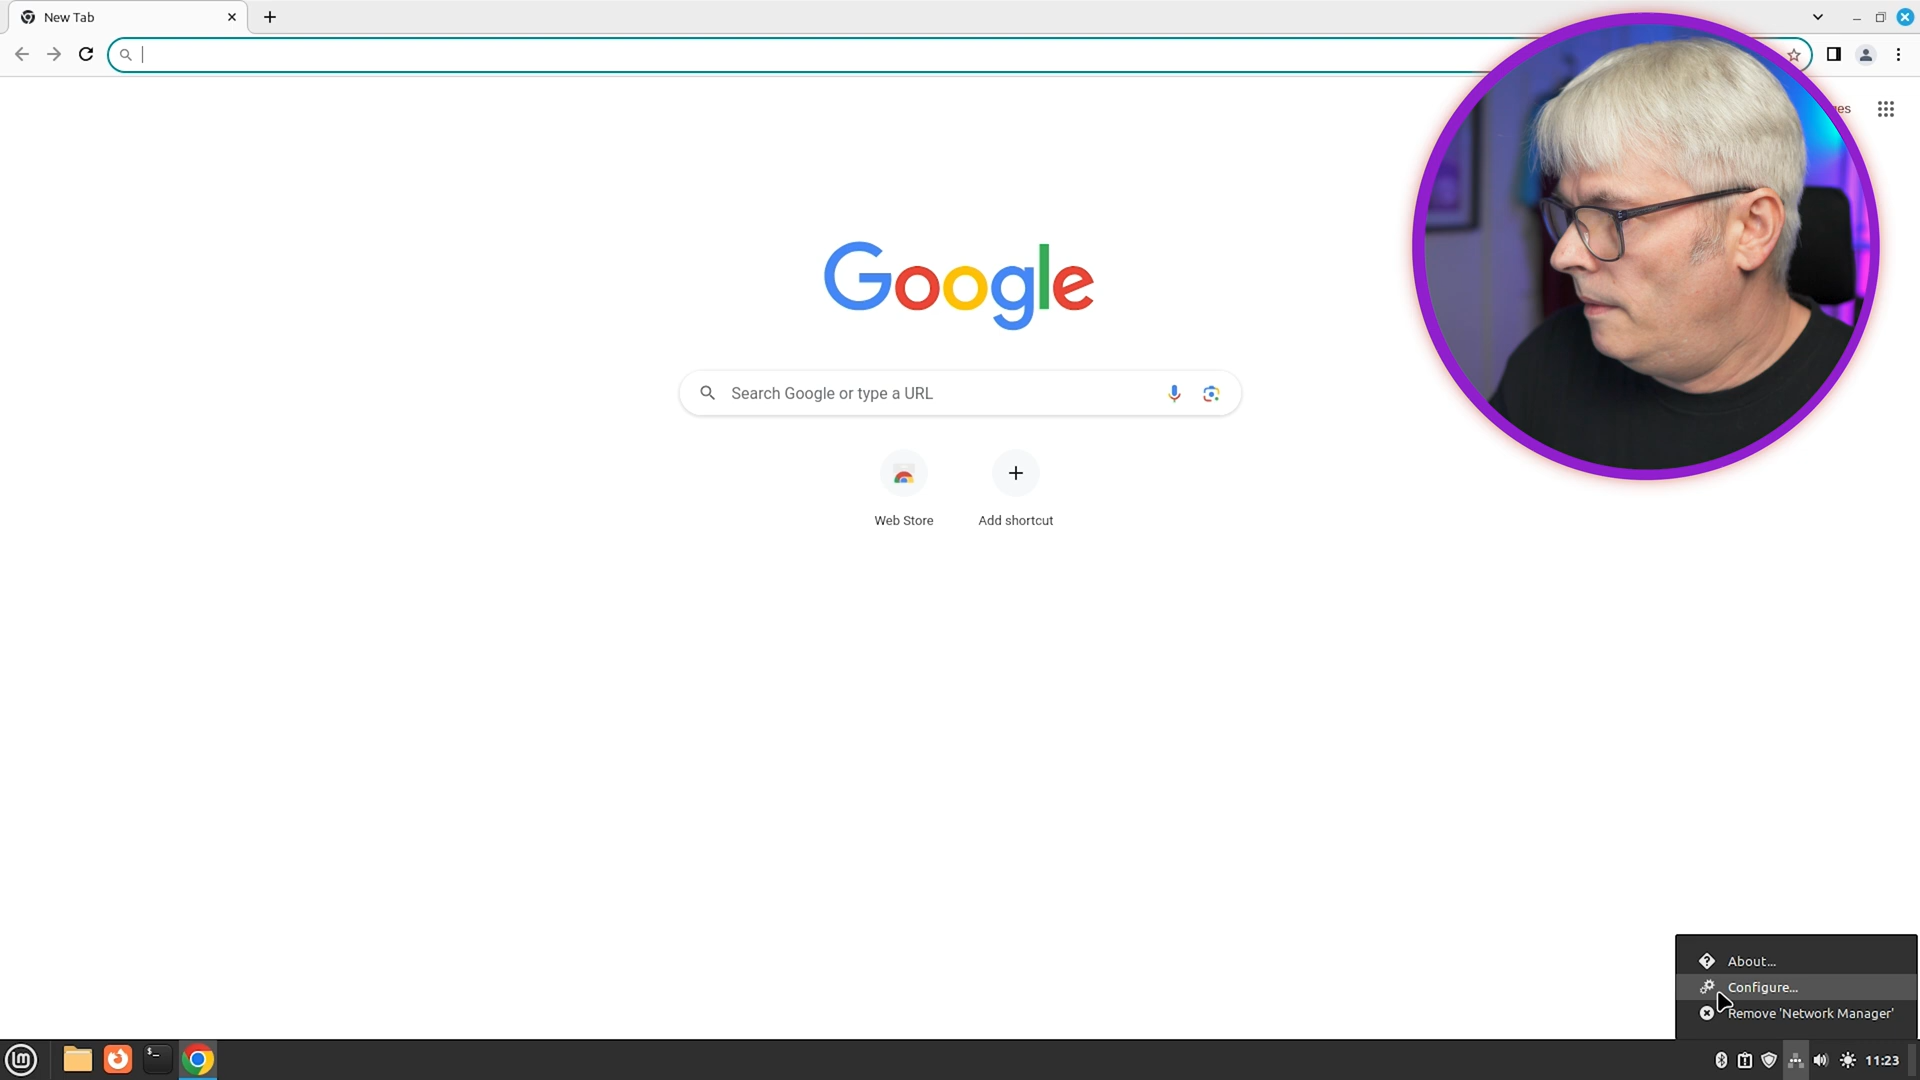 New Tab
Google
Search Google or type a URL
Web Store
Add shortcut
About...
Configure...
Remove 'Network Manager'
11:23